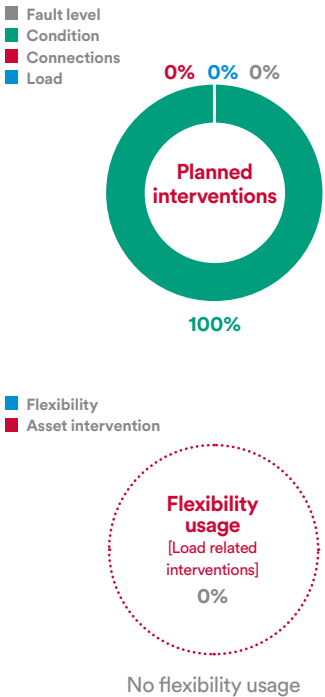 Fault level
Condition
Connections
Load
0% 0% 0%
Planned
interventions
100%
Flexibility
Asset intervention
Flexibility
usage
[Load related
interventions]
0%
No flexibility usage